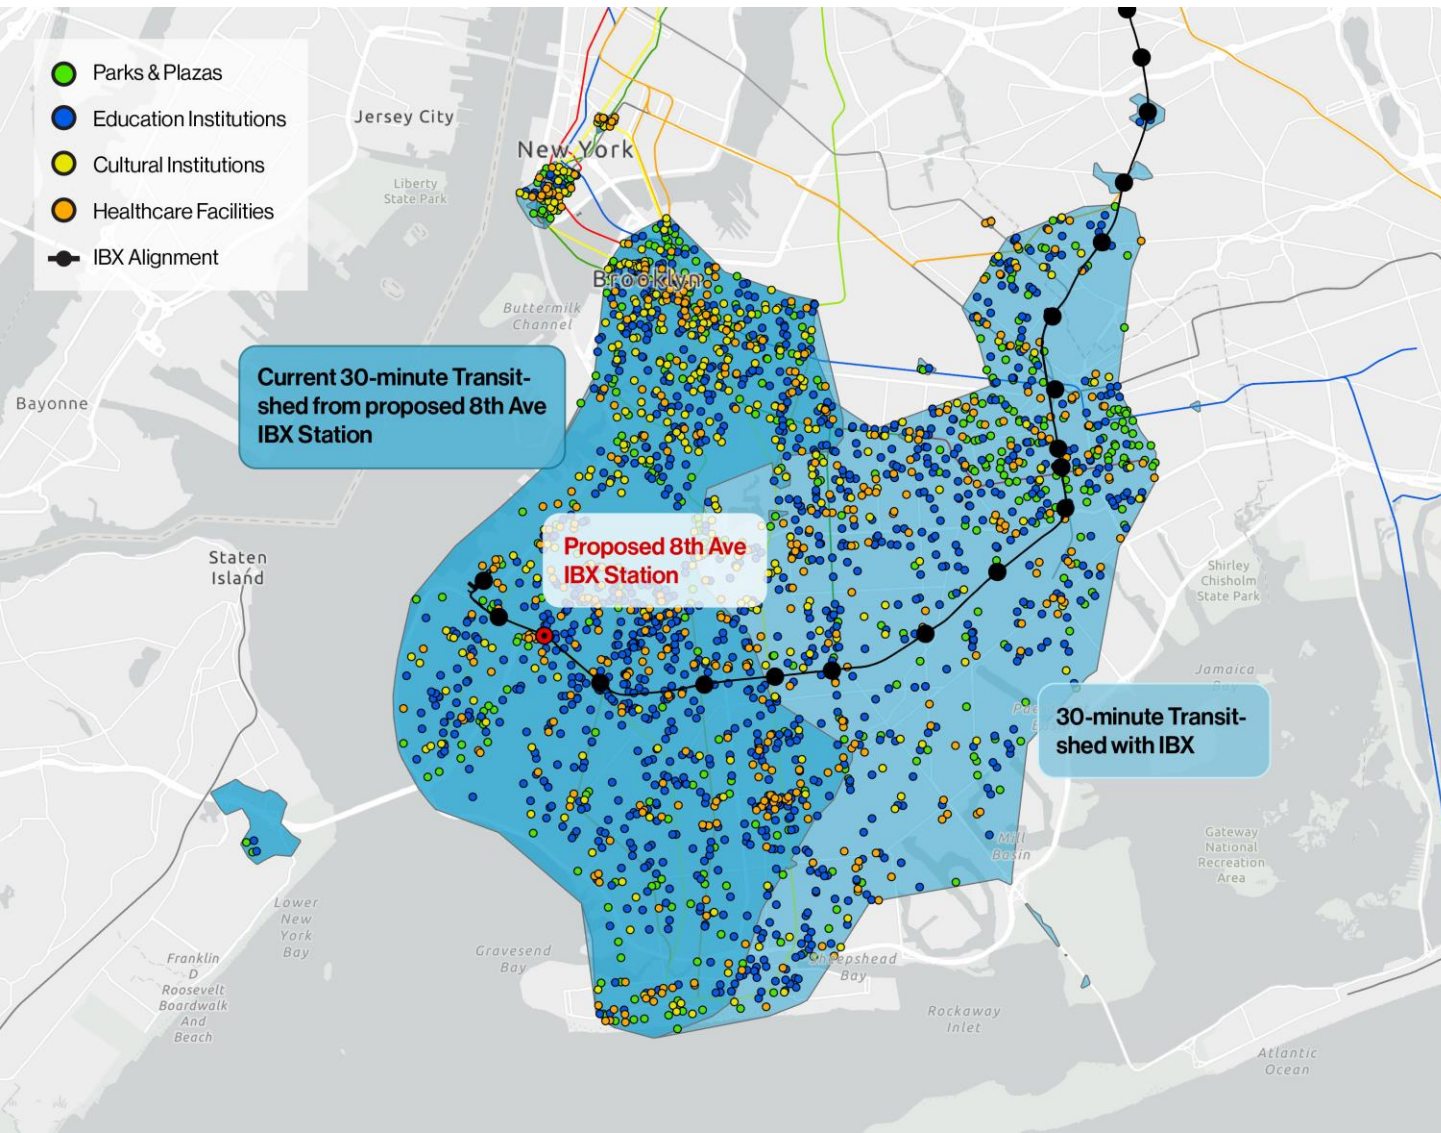 Parks & Plazas
Education Institutions
Cultural Institutions
Healthcare Facilities
IBX Alignment
Jersey City
New York
Liberty
State Park
Brooklyn
Buttermilk
Channel
Current 30-minute Transit-
shed from proposed 8th Ave
IBX Station
Bayonne
Proposed 8th Ave
IBX Station
Staten
Island
Shirley
Chisholm
State Park
Jamaica
Bay
30-minute Transit-
shed with IBX
Mill
Basin
Gateway
National
Recreation
Area
Lower
New
York
Bay
Gravesend
Bay
Sheepshead
Bay
Franklin
D
Roosevelt
Boardwalk
And
Beach
Rockaway
Inlet
Atlantic
Ocean